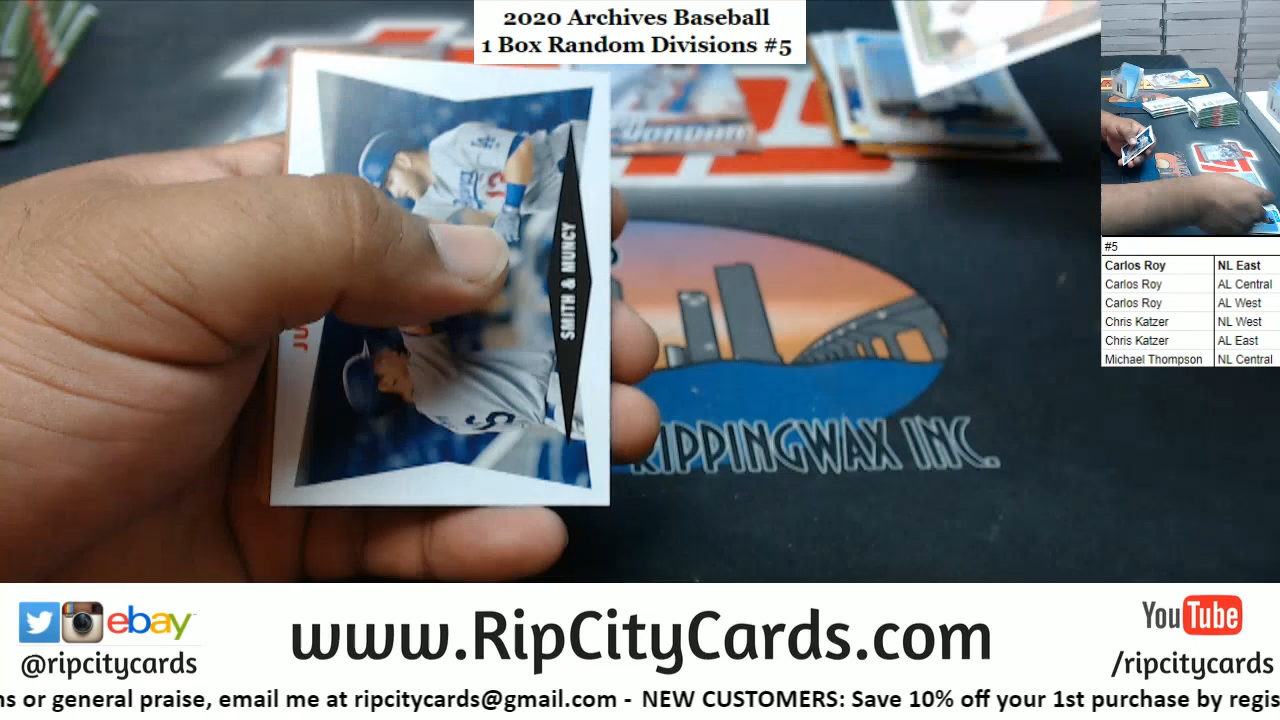 2020 Archives Baseball
1 Box Random Divisions #5
SMITH & MUNCY
JU
13
5
RIPPINGWAX INC.
#5
Carlos Roy NL East
Carlos Roy AL Central
Carlos Roy AL West
Chris Katzer NL West
Chris Katzer AL East
Michael Thompson NL Central
ebay
@ripcitycards
www.RipCityCards.com
YouTube
/ripcitycards
ns or general praise, email me at ripcitycards@gmail.com - NEW CUSTOMERS: Save 10% off your 1st purchase by regis